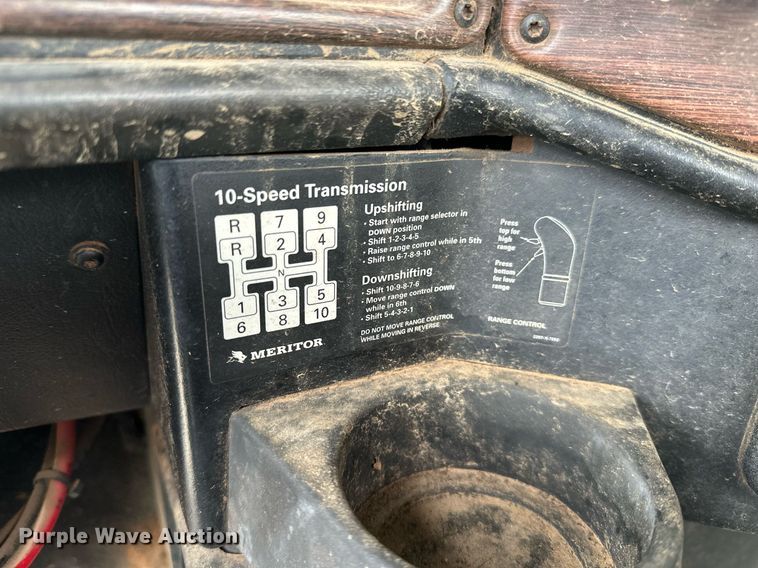 10-Speed Transmission
R 7 9
R 2 4
N
1 3 5
6 8 10
MERITOR
Upshifting
• Start with range selector in
DOWN position
• Shift 1-2-3-4-5
• Raise range control while in 5th
• Shift to 6-7-8-9-10
Downshifting
• Shift 10-9-8-7-6
• Move range control DOWN
while in 6th
• Shift 5-4-3-2-1
DO NOT MOVE RANGE CONTROL
WHILE MOVING IN REVERSE
Press
top for
high
range
Press
bottom
for low
range
RANGE CONTROL
Purple Wave Auction